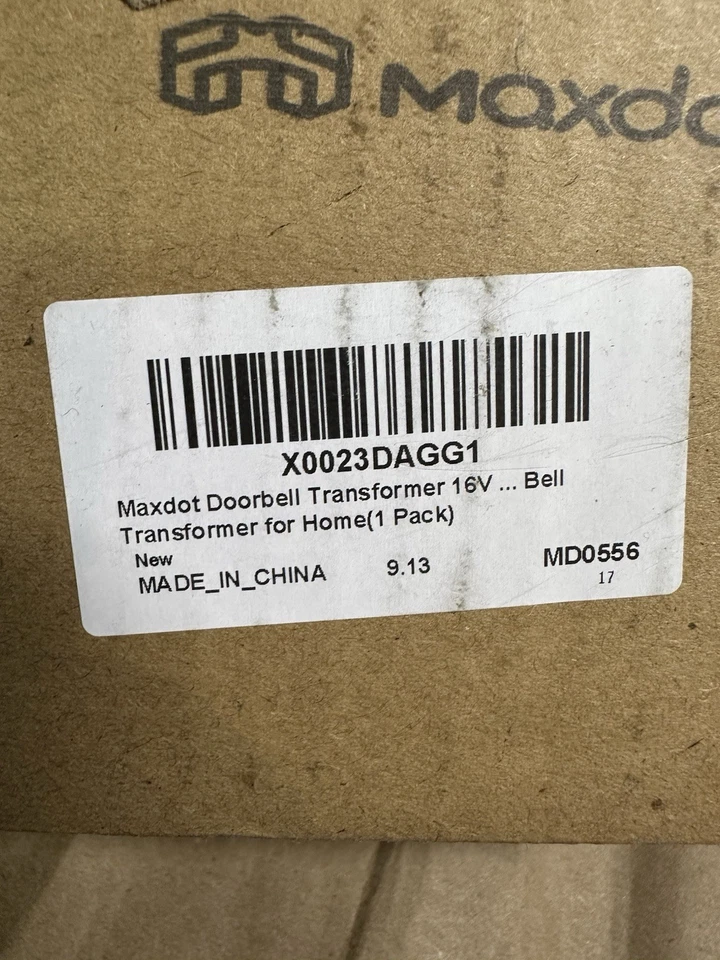 Maxdo
X0023DAGG1
Maxdot Doorbell Transformer 16V ... Bell
Transformer for Home(1 Pack)
New
MADE_IN_CHINA 9.13 MD0556
17